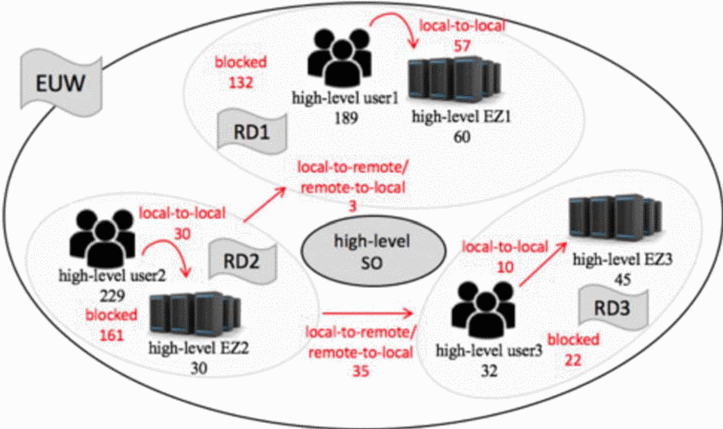 EUW
local-to-local
57
blocked
132
high-level user1
189
high-level EZ1
60
RD1
local-to-remote/
remote-to-local
3
local-to-local
30
high-level user2
229
RD2
blocked
161
high-level EZ2
30
high-level
SO
local-to-remote/
remote-to-local
35
local-to-local
10
high-level EZ3
45
RD3
high-level user3
32
blocked
22